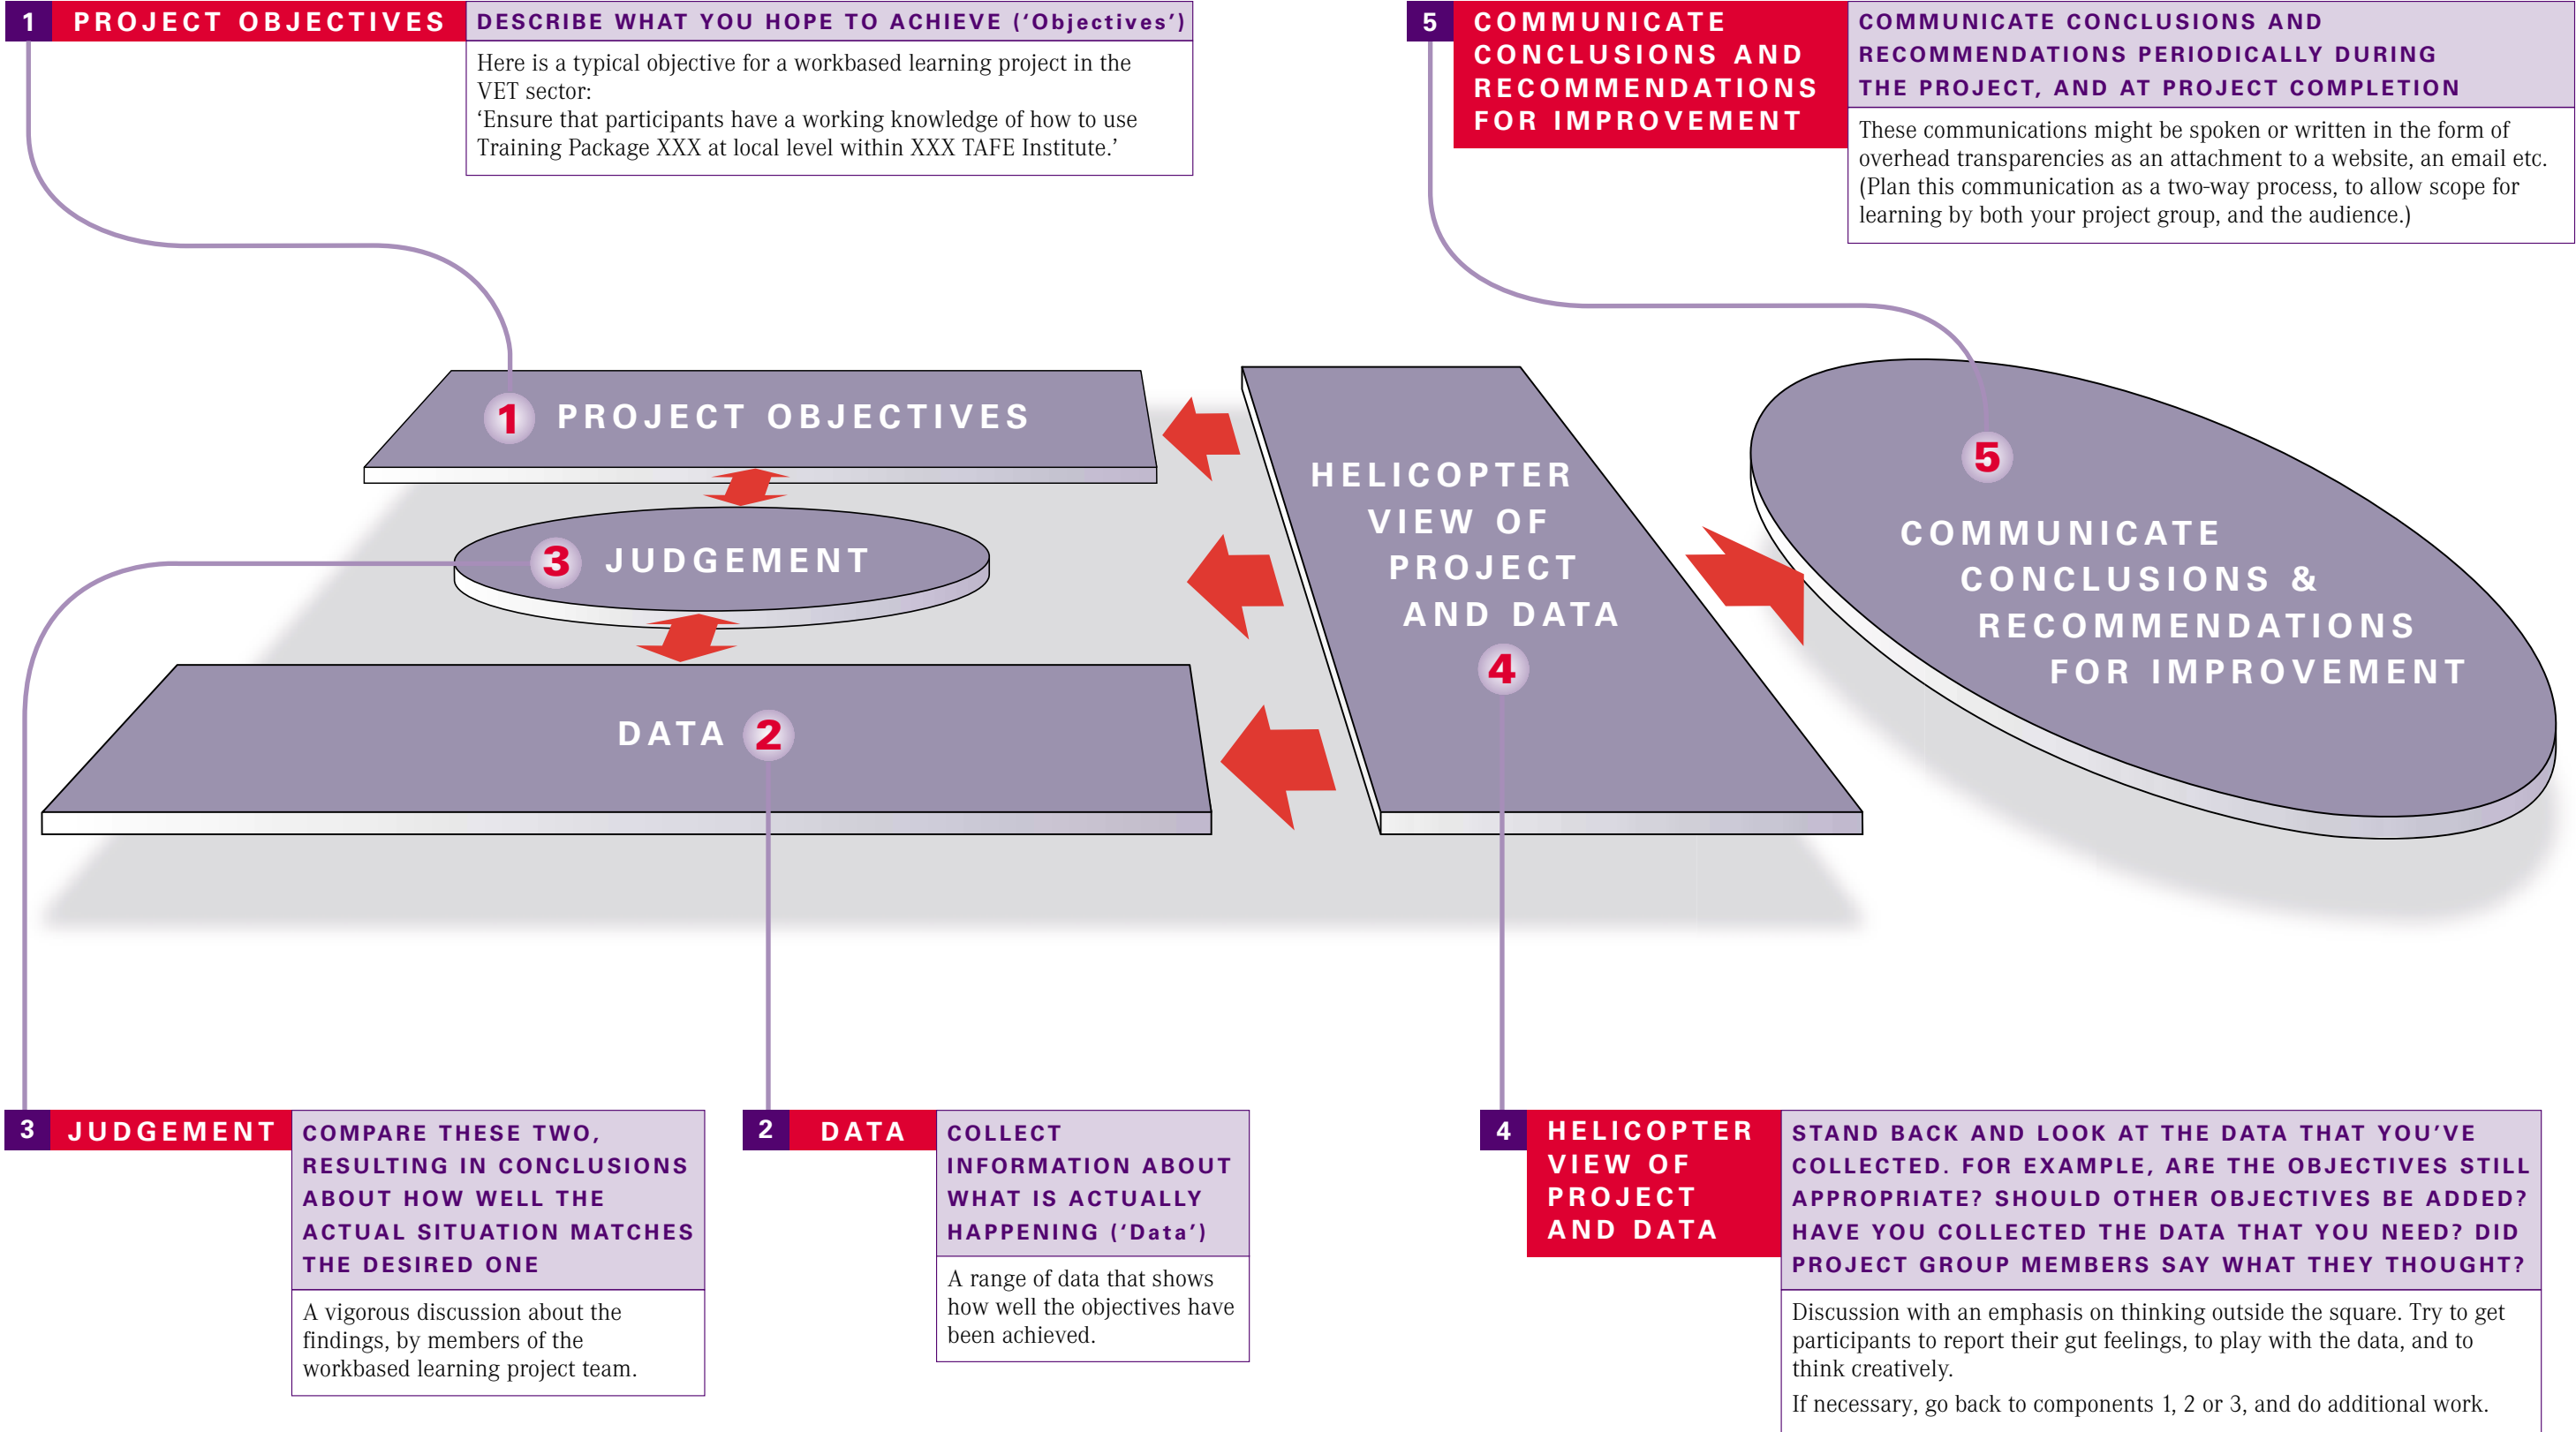 1 PROJECT OBJECTIVES
DESCRIBE WHAT YOU HOPE TO ACHIEVE (‘Objectives’)
Here is a typical objective for a workbased learning project in the
VET sector:
‘Ensure that participants have a working knowledge of how to use
Training Package XXX at local level within XXX TAFE Institute.’
5 COMMUNICATE
CONCLUSIONS AND
RECOMMENDATIONS
FOR IMPROVEMENT
COMMUNICATE CONCLUSIONS AND
RECOMMENDATIONS PERIODICALLY DURING
THE PROJECT, AND AT PROJECT COMPLETION
These communications might be spoken or written in the form of
overhead transparencies as an attachment to a website, an email etc.
(Plan this communication as a two-way process, to allow scope for
learning by both your project group, and the audience.)
1 PROJECT OBJECTIVES
3 JUDGEMENT
DATA 2
HELICOPTER
VIEW OF
PROJECT
AND DATA
4
5
COMMUNICATE
CONCLUSIONS &
RECOMMENDATIONS
FOR IMPROVEMENT
3 JUDGEMENT
COMPARE THESE TWO,
RESULTING IN CONCLUSIONS
ABOUT HOW WELL THE
ACTUAL SITUATION MATCHES
THE DESIRED ONE
A vigorous discussion about the
findings, by members of the
workbased learning project team.
2 DATA
COLLECT
INFORMATION ABOUT
WHAT IS ACTUALLY
HAPPENING (‘Data’)
A range of data that shows
how well the objectives have
been achieved.
4 HELICOPTER
VIEW OF
PROJECT
AND DATA
STAND BACK AND LOOK AT THE DATA THAT YOU’VE
COLLECTED. FOR EXAMPLE, ARE THE OBJECTIVES STILL
APPROPRIATE? SHOULD OTHER OBJECTIVES BE ADDED?
HAVE YOU COLLECTED THE DATA THAT YOU NEED? DID
PROJECT GROUP MEMBERS SAY WHAT THEY THOUGHT?
Discussion with an emphasis on thinking outside the square. Try to get
participants to report their gut feelings, to play with the data, and to
think creatively.
If necessary, go back to components 1, 2 or 3, and do additional work.